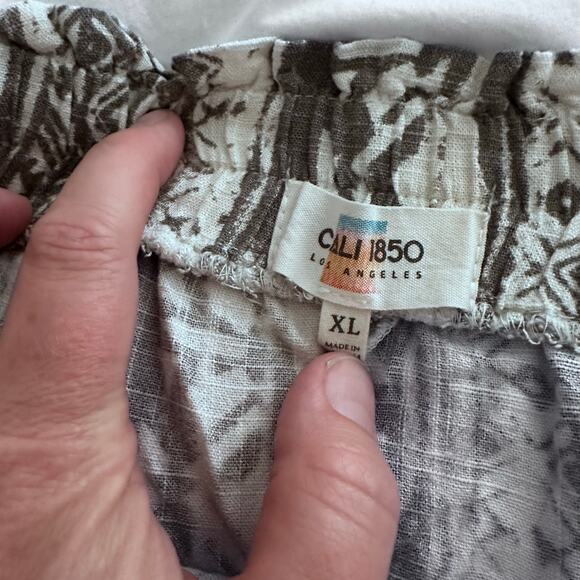 CALI 1850
LOS ANGELES
XL
MADE IN